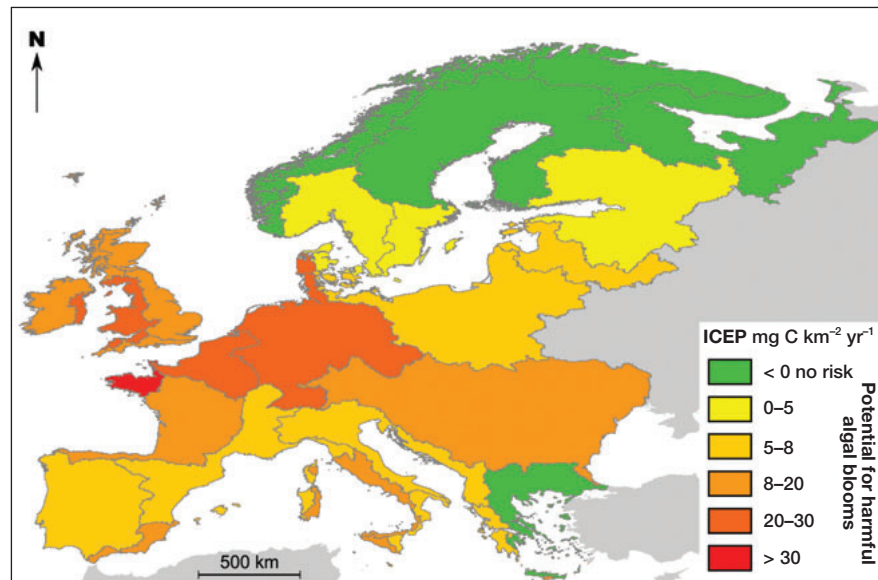 N
ICEP mg C km⁻² yr⁻¹
< 0 no risk
0–5
5–8
8–20
20–30
> 30
Potential for harmful
algal blooms
500 km